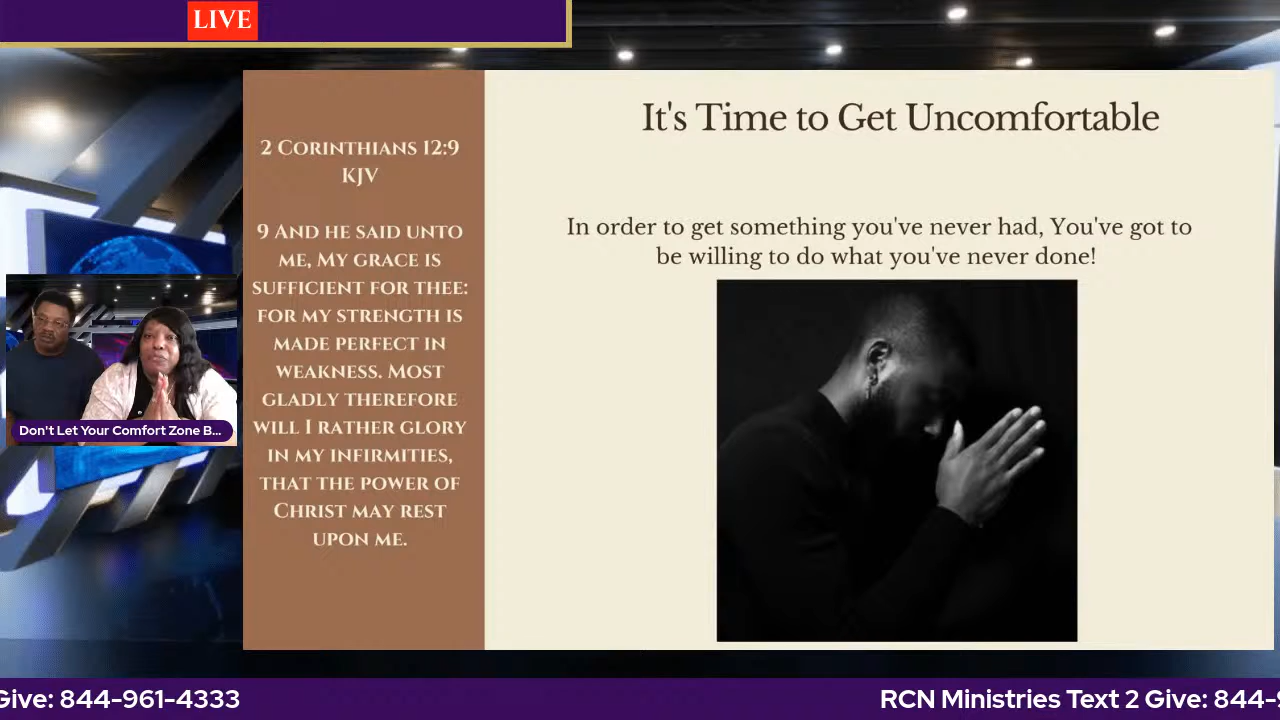 LIVE
2 Corinthians 12:9
KJV
9 And he said unto
me, My grace is
sufficient for thee:
for my strength is
made perfect in
weakness. Most
gladly therefore
will I rather glory
in my infirmities,
that the power of
Christ may rest
upon me.
It's Time to Get Uncomfortable
In order to get something you've never had, You've got to
be willing to do what you've never done!
Don't Let Your Comfort Zone B...
Give: 844-961-4333
RCN Ministries Text 2 Give: 844-9